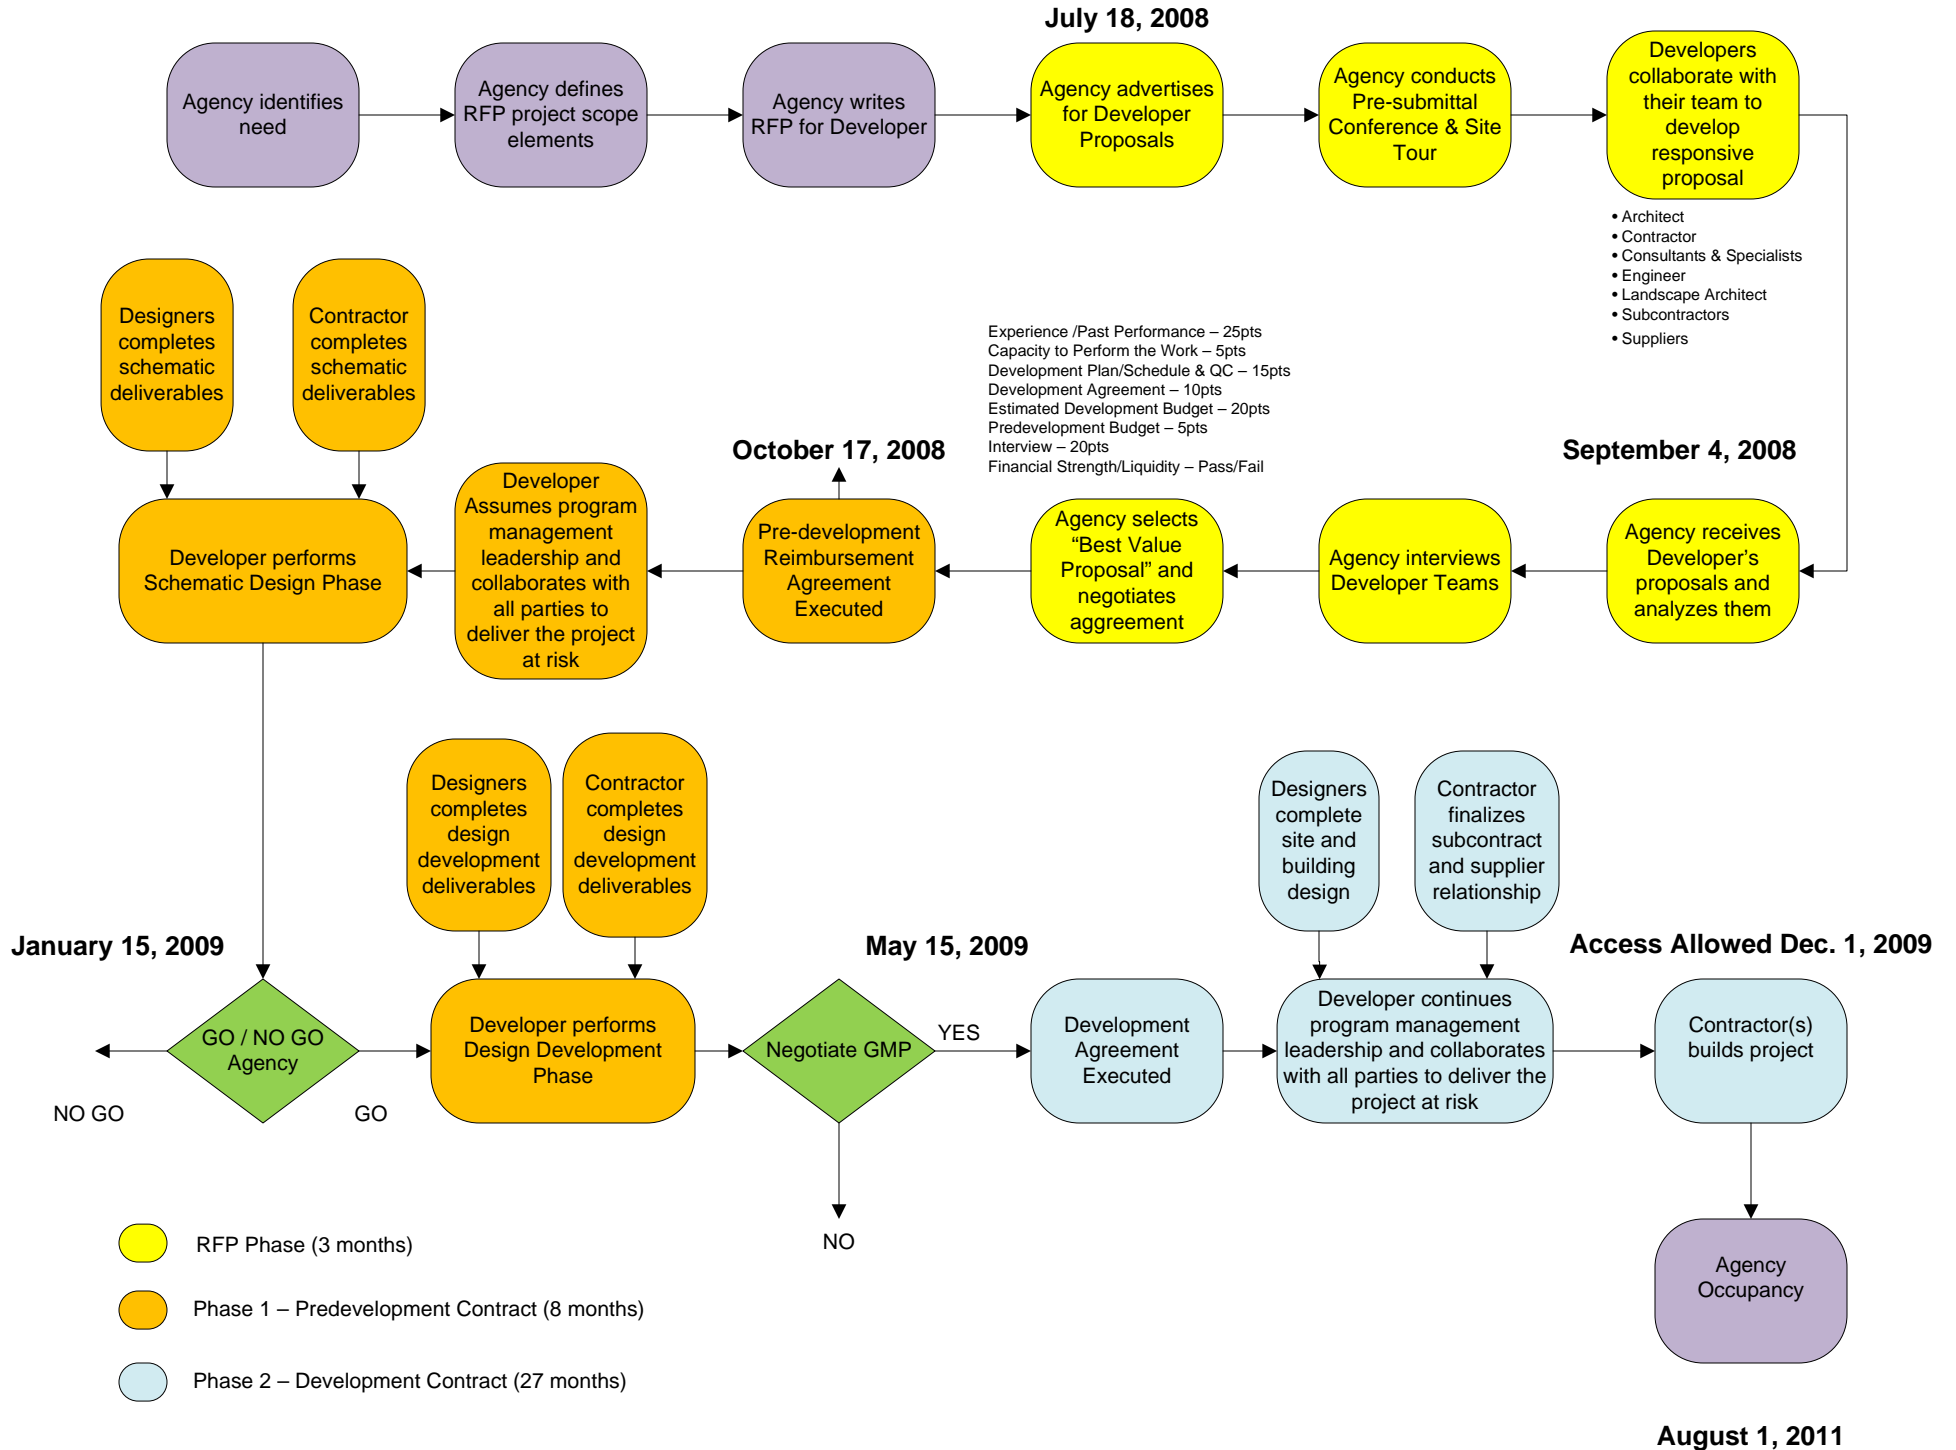 July 18, 2008
Agency identifies
need
Agency defines
RFP project scope
elements
Agency writes
RFP for Developer
Agency advertises
for Developer
Proposals
Agency conducts
Pre-submittal
Conference & Site
Tour
Developers
collaborate with
their team to
develop
responsive
proposal
• Architect
• Contractor
• Consultants & Specialists
• Engineer
• Landscape Architect
• Subcontractors
• Suppliers
Designers
completes
schematic
deliverables
Contractor
completes
schematic
deliverables
Experience /Past Performance – 25pts
Capacity to Perform the Work – 5pts
Development Plan/Schedule & QC – 15pts
Development Agreement – 10pts
Estimated Development Budget – 20pts
Predevelopment Budget – 5pts
Interview – 20pts
Financial Strength/Liquidity – Pass/Fail
October 17, 2008
September 4, 2008
Developer performs
Schematic Design Phase
Developer
Assumes program
management
leadership and
collaborates with
all parties to
deliver the project
at risk
Pre-development
Reimbursement
Agreement
Executed
Agency selects
“Best Value
Proposal” and
negotiates
aggreement
Agency interviews
Developer Teams
Agency receives
Developer’s
proposals and
analyzes them
Designers
completes
design
development
deliverables
Contractor
completes
design
development
deliverables
Designers
complete
site and
building
design
Contractor
finalizes
subcontract
and supplier
relationship
January 15, 2009
May 15, 2009
Access Allowed Dec. 1, 2009
GO / NO GO
Agency
NO GO
GO
Developer performs
Design Development
Phase
Negotiate GMP
YES
NO
Development
Agreement
Executed
Developer continues
program management
leadership and collaborates
with all parties to deliver the
project at risk
Contractor(s)
builds project
Agency
Occupancy
RFP Phase (3 months)
Phase 1 – Predevelopment Contract (8 months)
Phase 2 – Development Contract (27 months)
August 1, 2011